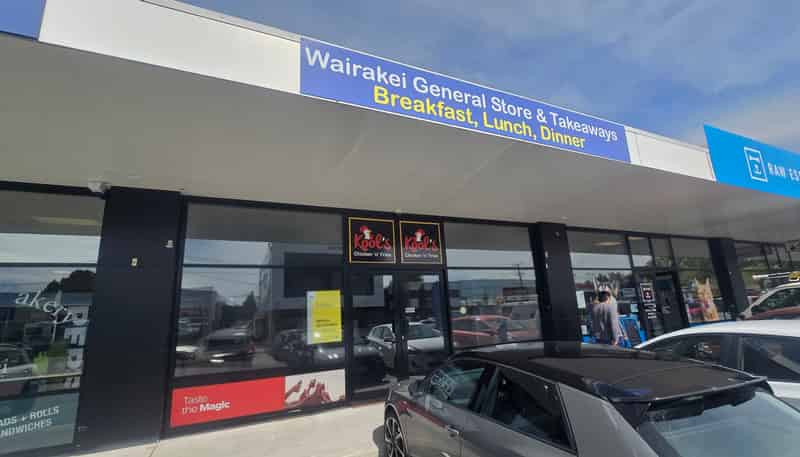 Wairakei General Store & Takeaways
Breakfast, Lunch, Dinner
RAW ES
Kool's
Chicken 'n' Fries
Kool's
Chicken 'n' Fries
Taste
the Magic
ADS + ROLLS
NDWICHES